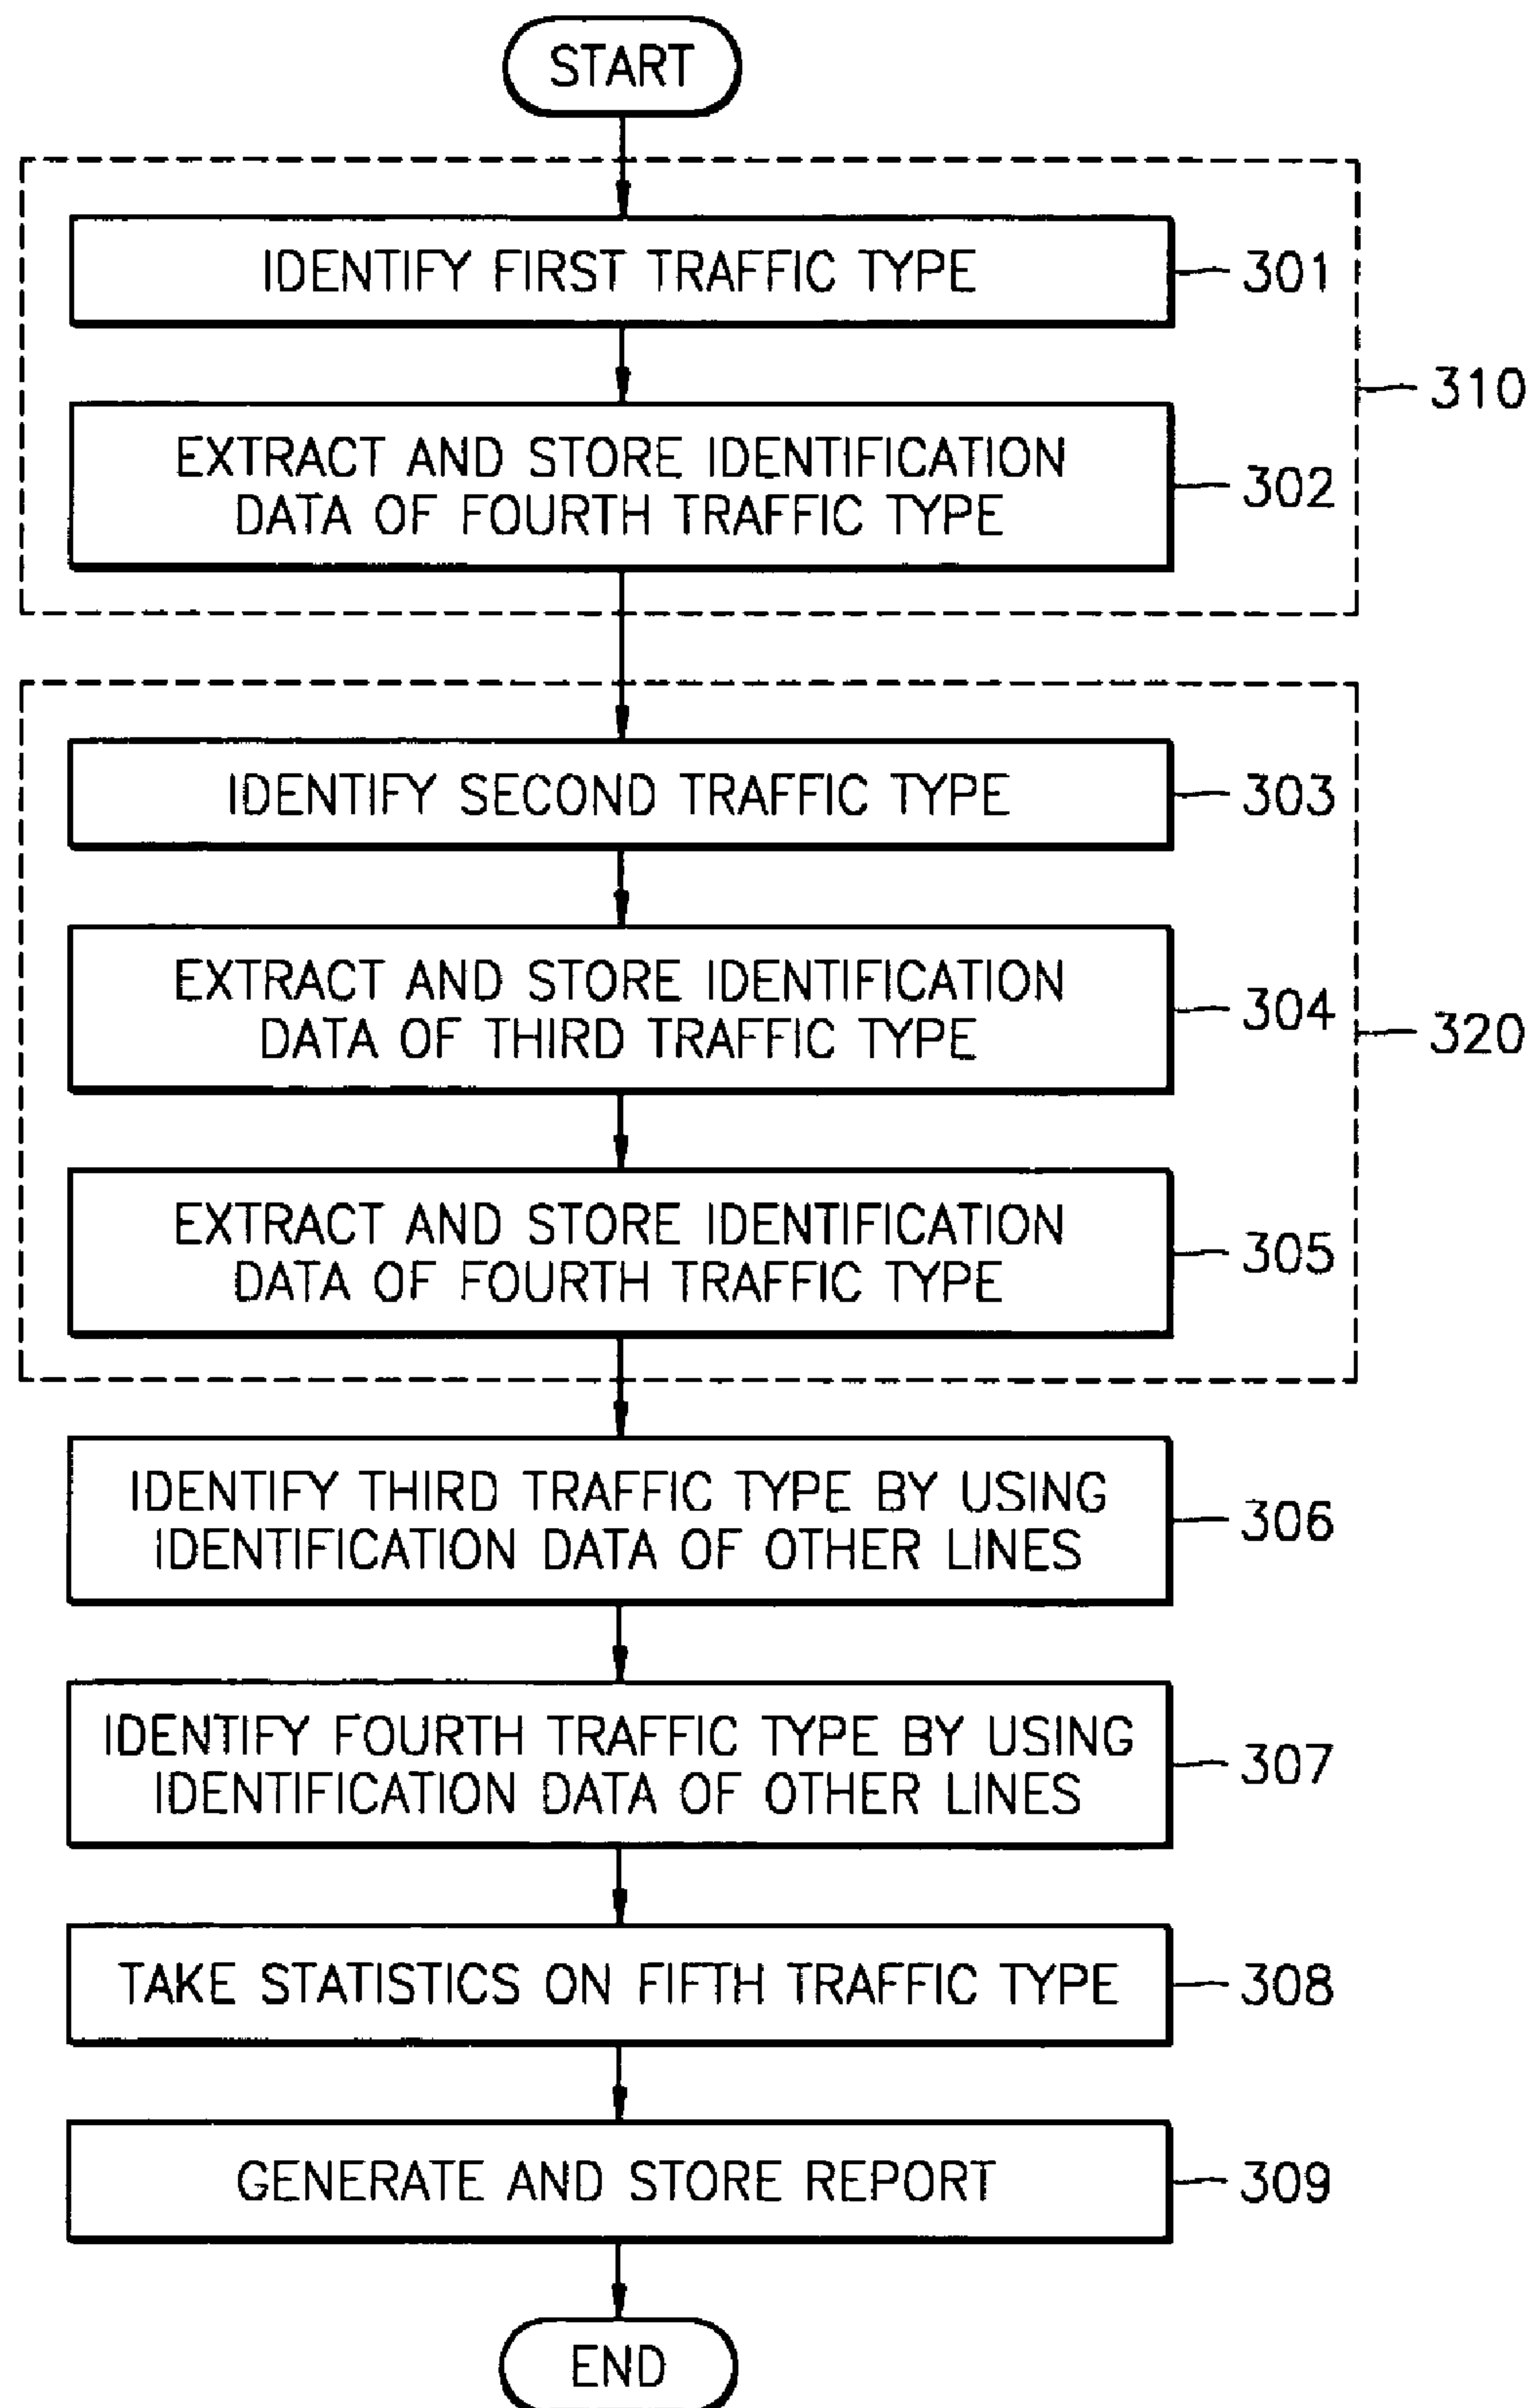 START
IDENTIFY FIRST TRAFFIC TYPE
301
310
EXTRACT AND STORE IDENTIFICATION
DATA OF FOURTH TRAFFIC TYPE
302
IDENTIFY SECOND TRAFFIC TYPE
303
EXTRACT AND STORE IDENTIFICATION
DATA OF THIRD TRAFFIC TYPE
304
320
EXTRACT AND STORE IDENTIFICATION
DATA OF FOURTH TRAFFIC TYPE
305
IDENTIFY THIRD TRAFFIC TYPE BY USING
IDENTIFICATION DATA OF OTHER LINES
306
IDENTIFY FOURTH TRAFFIC TYPE BY USING
IDENTIFICATION DATA OF OTHER LINES
307
TAKE STATISTICS ON FIFTH TRAFFIC TYPE
308
GENERATE AND STORE REPORT
309
END